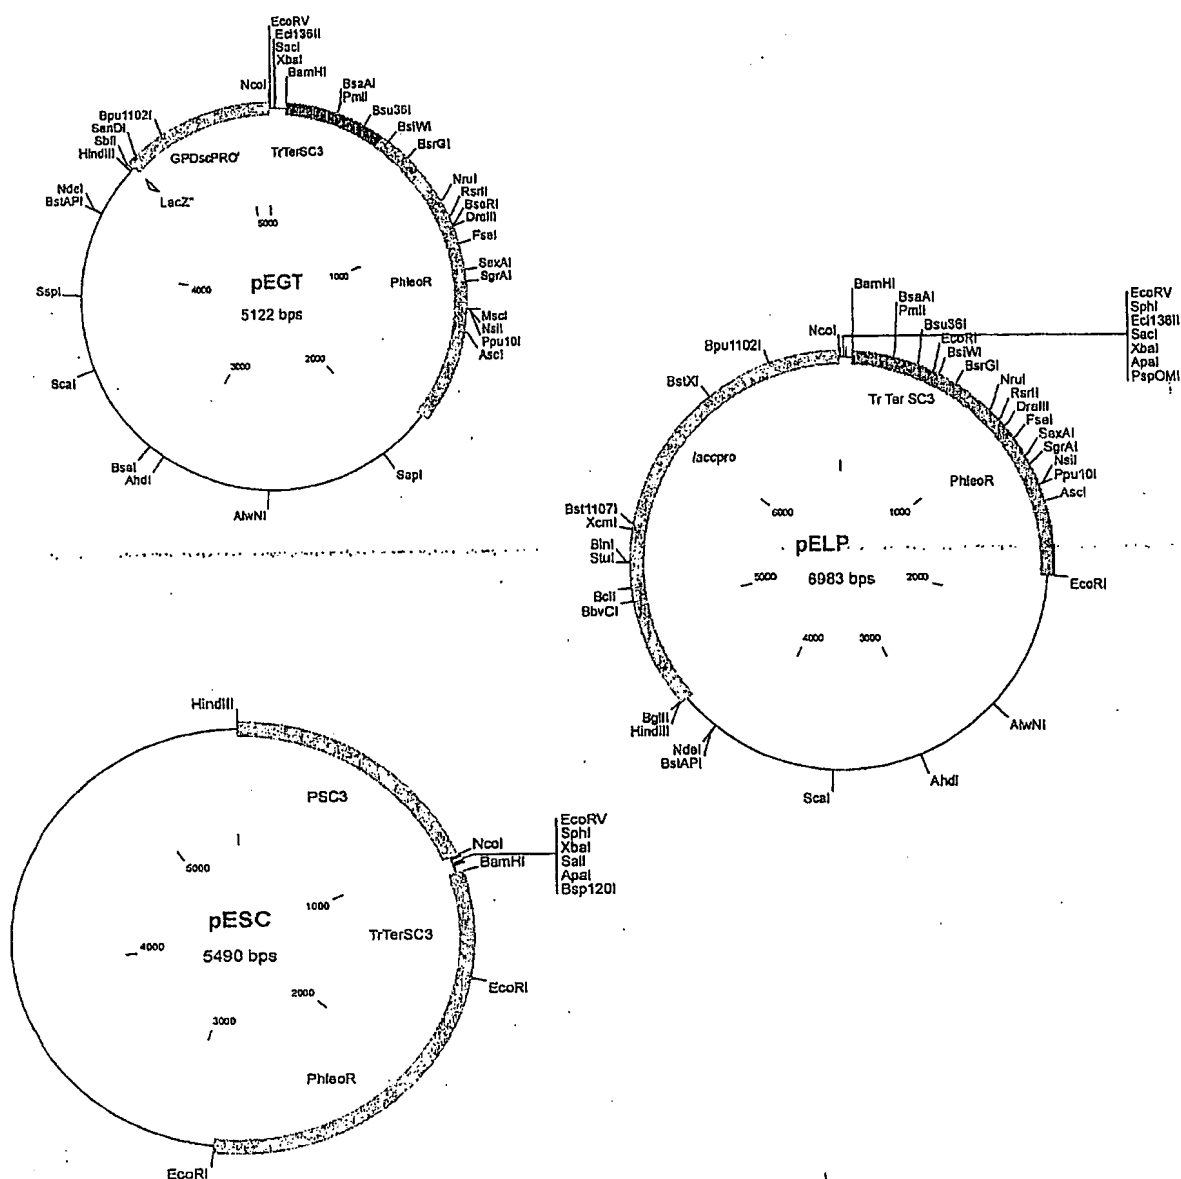 EcoRV
Ecl136II
SacI
XbaI
BamHI
NcoI
BsaAI
PmlI
Bsu36I
BsiWI
BsrGI
Bpu1102I
SanDI
SbfI
HindIII
GPDscPRO'
TrTerSC3
NdeI
BstAPI
LacZ"
NruI
RsrII
BseRI
DraIII
FseI
SexAI
SgrAI
5000
1000
4000
pEGT
5122 bps
PhleoR
SspI
MscI
NsiI
Ppu10I
AscI
3000
2000
ScaI
BsaI
AhdI
SapI
AlwNI
BamHI
BsaAI
PmlI
NcoI
Bsu36I
EcoRI
BsiWI
BsrGI
EcoRV
SphI
Ecl136II
SacI
XbaI
ApaI
PspOMI
Bpu1102I
BstXI
Tr Ter SC3
NruI
RsrII
DraIII
FseI
SexAI
SgrAI
NsiI
Ppu10I
AscI
laccpro
PhleoR
6000
1000
Bst1107I
XcmI
BlnI
StuI
BclI
BbvCI
pELP
6983 bps
5000
2000
EcoRI
4000
3000
BglII
HindIII
NdeI
BstAPI
AlwNI
AhdI
ScaI
HindIII
PSC3
NcoI
BamHI
EcoRV
SphI
XbaI
SalI
ApaI
Bsp120I
5000
1000
pESC
5490 bps
4000
TrTerSC3
EcoRI
2000
3000
PhleoR
EcoRI